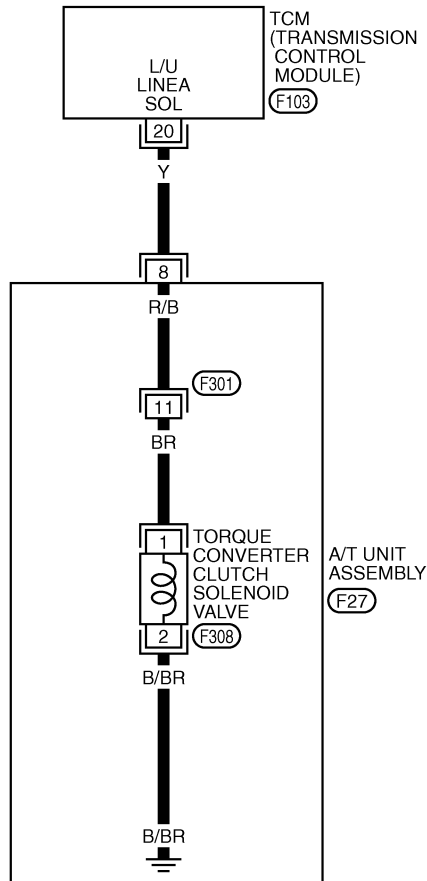 TCM
(TRANSMISSION
CONTROL
MODULE)
F103
L/U
LINEA
SOL
20
Y
8
R/B
F301
11
BR
1
TORQUE
CONVERTER
CLUTCH
SOLENOID
VALVE
2
F308
A/T UNIT
ASSEMBLY
F27
B/BR
B/BR